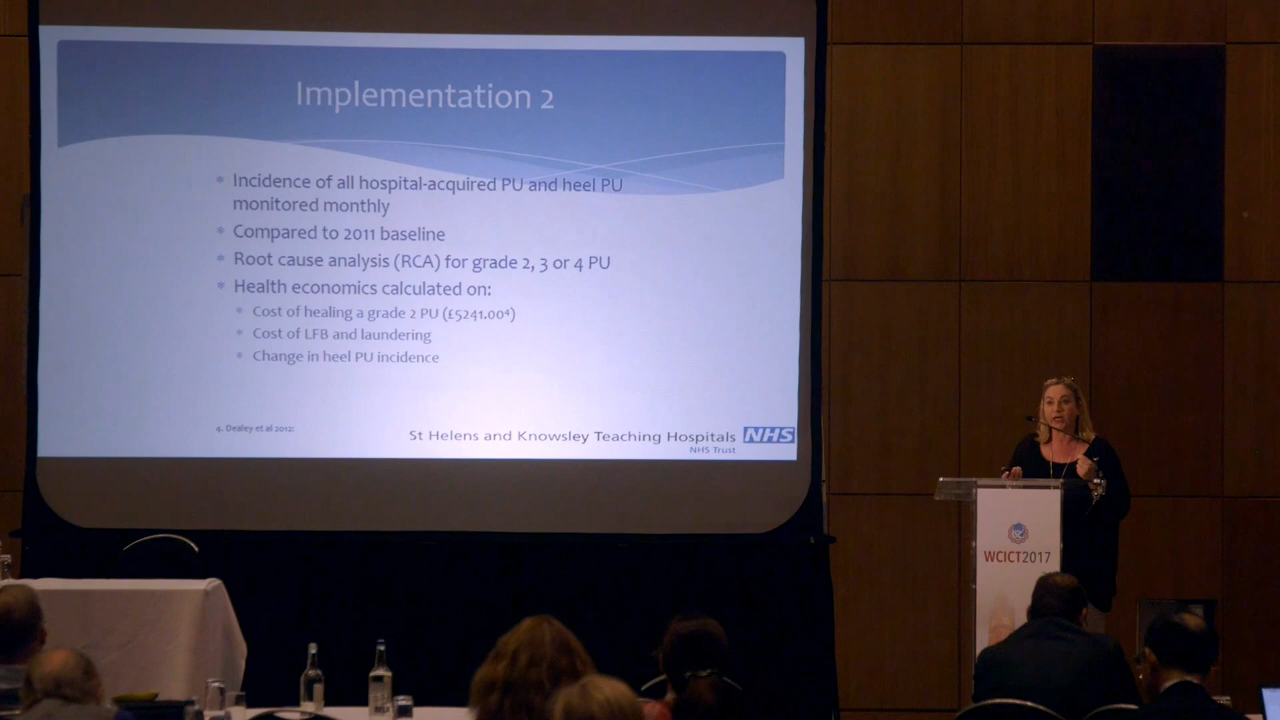 Implementation 2
* Incidence of all hospital-acquired PU and heel PU
monitored monthly
* Compared to 2011 baseline
* Root cause analysis (RCA) for grade 2, 3 or 4 PU
* Health economics calculated on:
* Cost of healing a grade 2 PU (£5241.00⁴)
* Cost of LFB and laundering
* Change in heel PU incidence
4. Dealey et al 2012:
St Helens and Knowsley Teaching Hospitals NHS
NHS Trust
WCICT2017